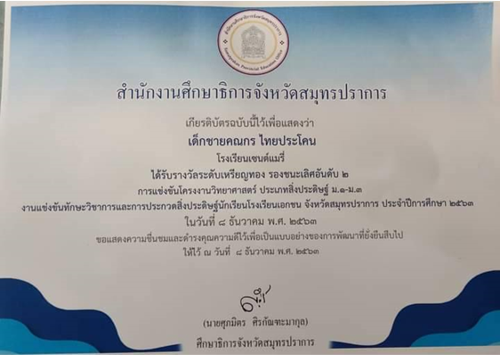 สำนักงานศึกษาธิการจังหวัดสมุทรปราการ
เกียรติบัตรฉบับนี้ไว้เพื่อแสดงว่า
เด็กชายคณกร ไทยประโคน
โรงเรียนเซนต์แมรี่
ได้รับรางวัลระดับเหรียญทอง รองชนะเลิศอันดับ ๒
การแข่งขันโครงงานวิทยาศาสตร์ ประเภทสิ่งประดิษฐ์ ม.๑-ม.๓
งานแข่งขันทักษะวิชาการและการประกวดสิ่งประดิษฐ์นักเรียนโรงเรียนเอกชน จังหวัดสมุทรปราการ ประจำปีการศึกษา ๒๕๖๓
ในวันที่ ๘ ธันวาคม พ.ศ. ๒๕๖๓
ขอแสดงความชื่นชมและดำรงคุณความดีไว้เพื่อเป็นแบบอย่างของการพัฒนาที่ยั่งยืนสืบไป
ให้ไว้ ณ วันที่ ๘ ธันวาคม พ.ศ. ๒๕๖๓
(นายศุภมิตร ศิรกัณฑะมากุล)
ศึกษาธิการจังหวัดสมุทรปราการ